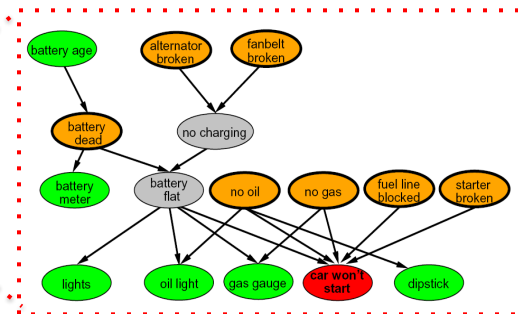 battery age
alternator
broken
fanbelt
broken
battery
dead
no charging
battery
meter
battery
flat
no oil
no gas
fuel line
blocked
starter
broken
lights
oil light
gas gauge
car won't
start
dipstick